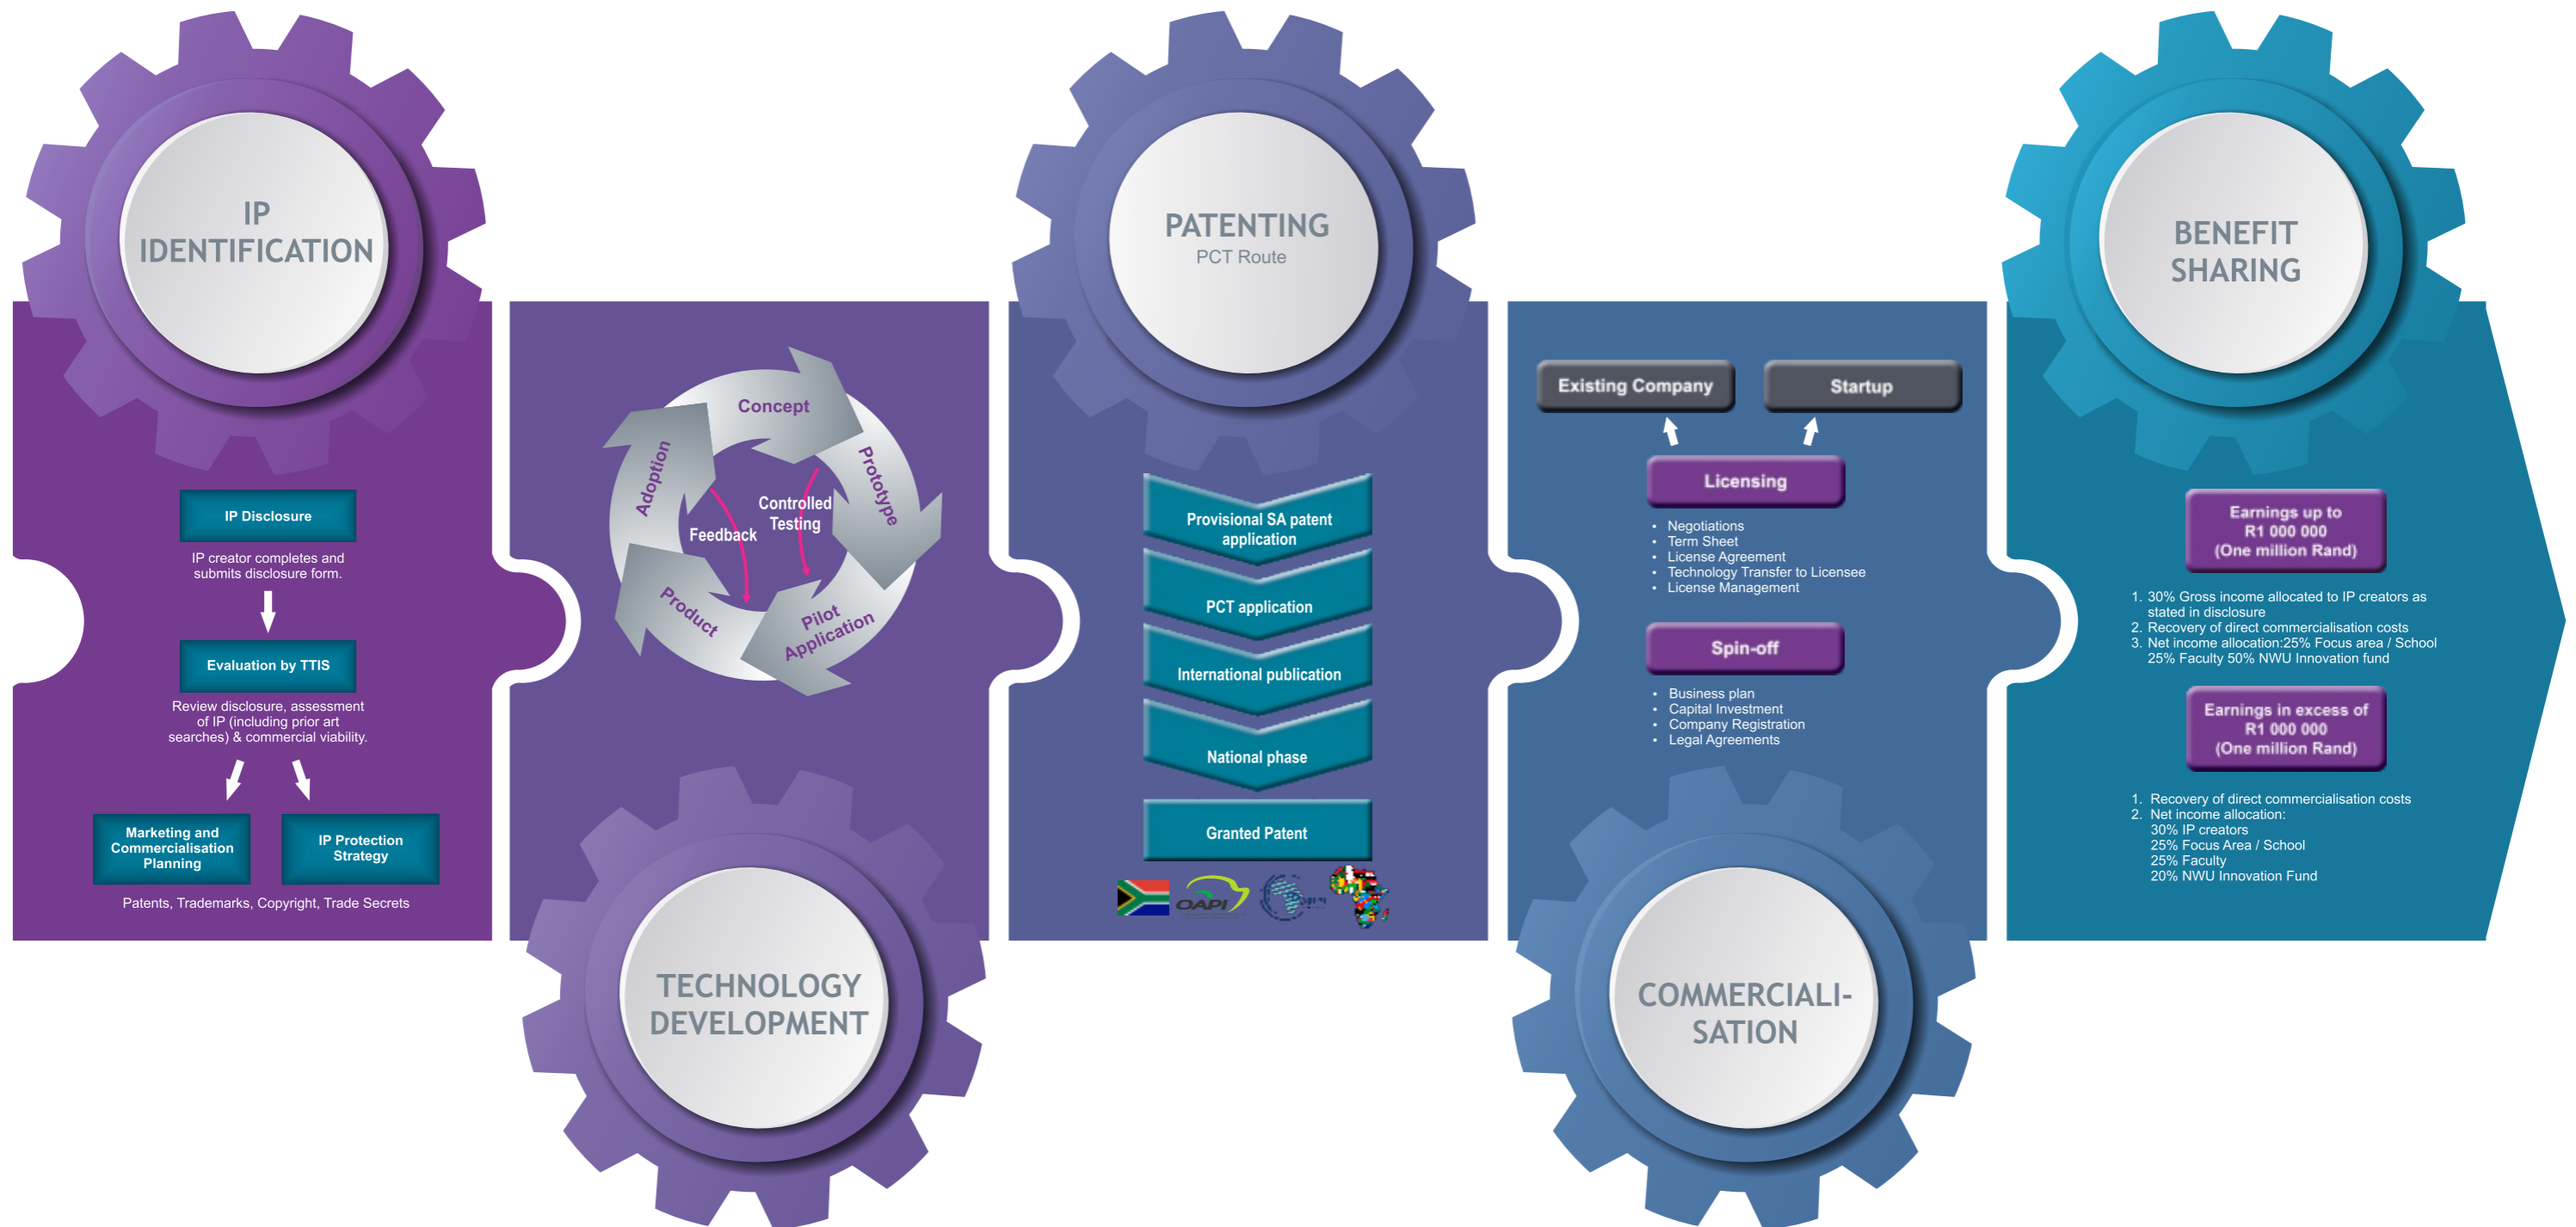 IP
IDENTIFICATION
IP Disclosure
IP creator completes and
submits disclosure form.
Evaluation by TTIS
Review disclosure, assessment
of IP (including prior art
searches) & commercial viability.
Marketing and
Commercialisation
Planning
IP Protection
Strategy
Patents, Trademarks, Copyright, Trade Secrets
Concept
Prototype
Pilot
Application
Product
Adoption
Controlled
Testing
Feedback
TECHNOLOGY
DEVELOPMENT
PATENTING
PCT Route
Provisional SA patent
application
PCT application
International publication
National phase
Granted Patent
OAPI
Existing Company
Startup
Licensing
• Negotiations
• Term Sheet
• License Agreement
• Technology Transfer to Licensee
• License Management
Spin-off
• Business plan
• Capital Investment
• Company Registration
• Legal Agreements
COMMERCIALI-
SATION
BENEFIT
SHARING
Earnings up to
R1 000 000
(One million Rand)
1. 30% Gross income allocated to IP creators as
stated in disclosure
2. Recovery of direct commercialisation costs
3. Net income allocation:25% Focus area / School
25% Faculty 50% NWU Innovation fund
Earnings in excess of
R1 000 000
(One million Rand)
1. Recovery of direct commercialisation costs
2. Net income allocation:
30% IP creators
25% Focus Area / School
25% Faculty
20% NWU Innovation Fund